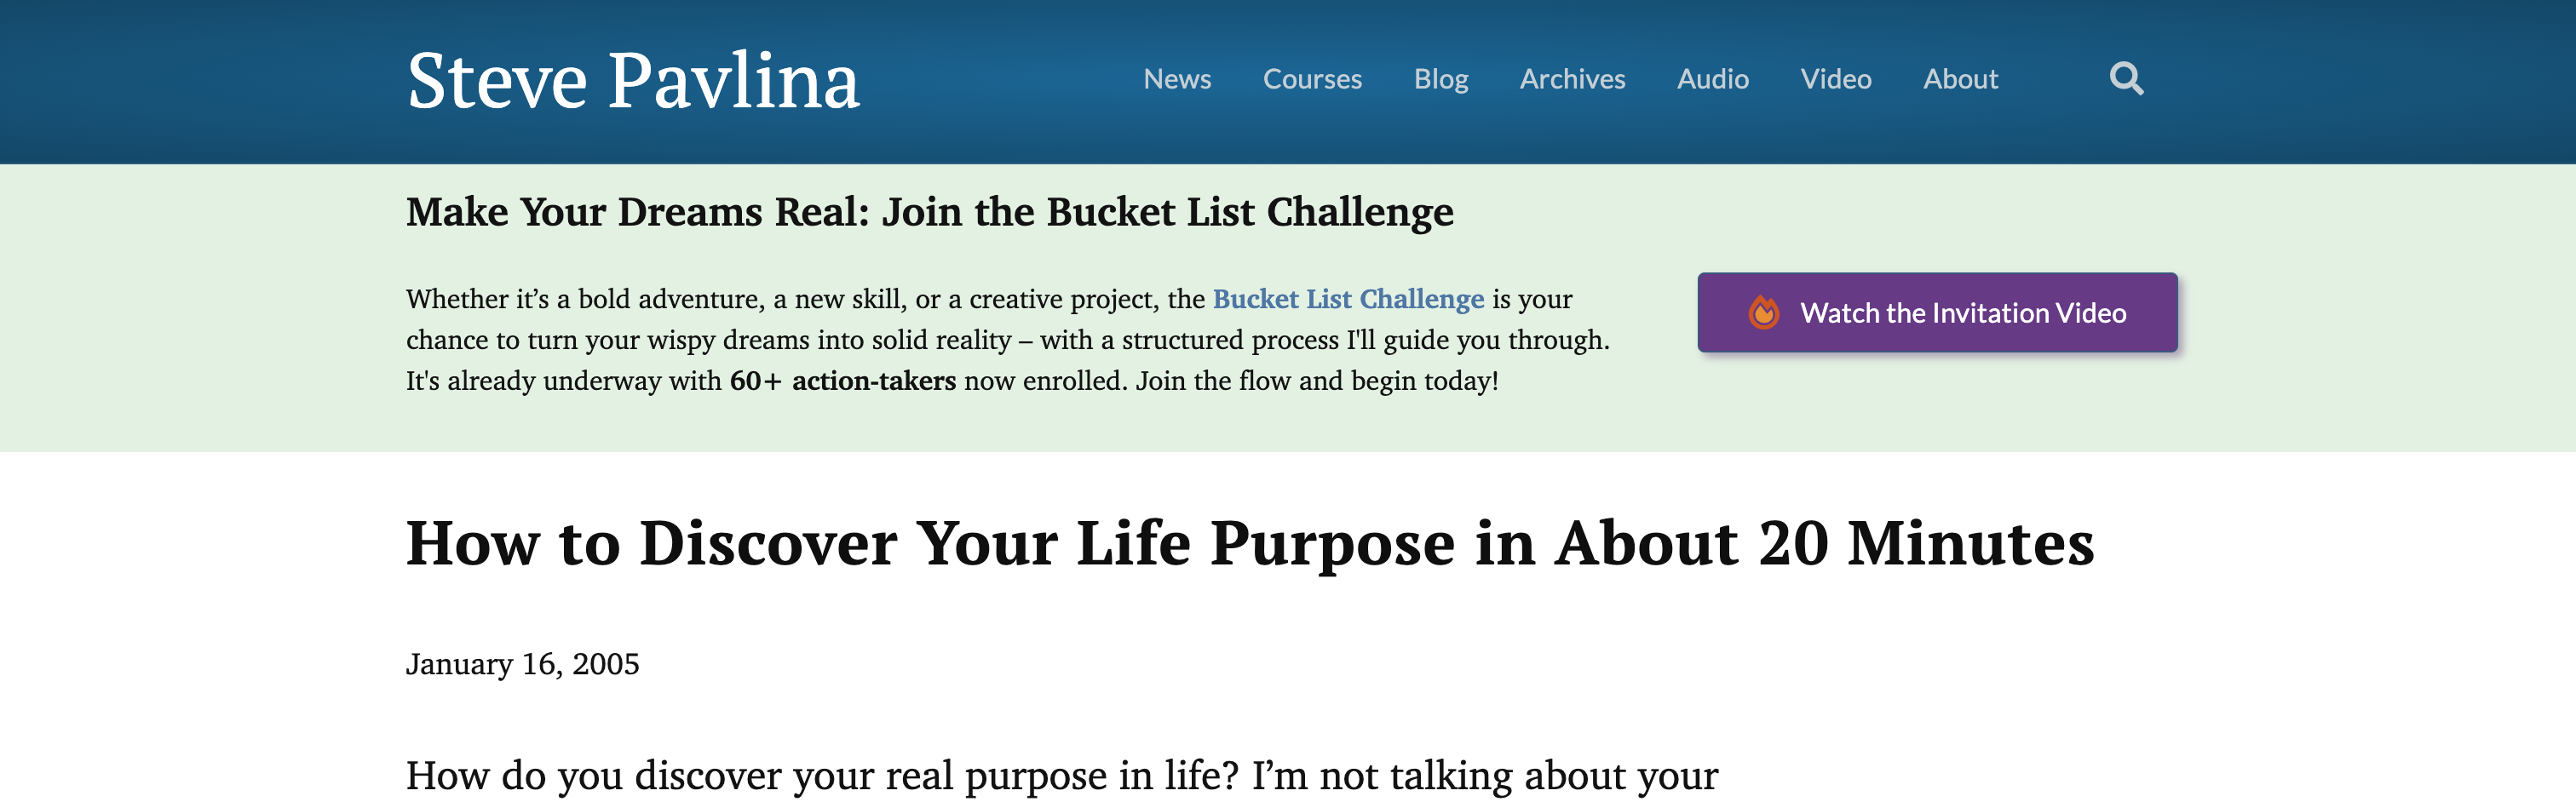 Steve Pavlina
News Courses Blog Archives Audio Video About
Make Your Dreams Real: Join the Bucket List Challenge
Whether it’s a bold adventure, a new skill, or a creative project, the Bucket List Challenge is your
chance to turn your wispy dreams into solid reality – with a structured process I'll guide you through.
It's already underway with 60+ action-takers now enrolled. Join the flow and begin today!
Watch the Invitation Video
How to Discover Your Life Purpose in About 20 Minutes
January 16, 2005
How do you discover your real purpose in life? I’m not talking about your